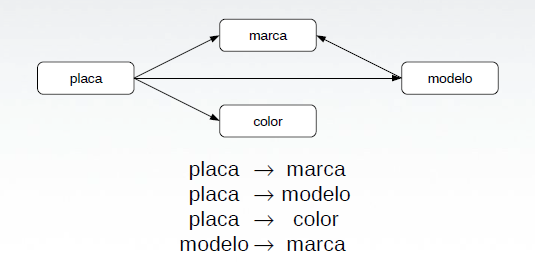 marca
placa
modelo
color
placa → marca
placa → modelo
placa → color
modelo → marca